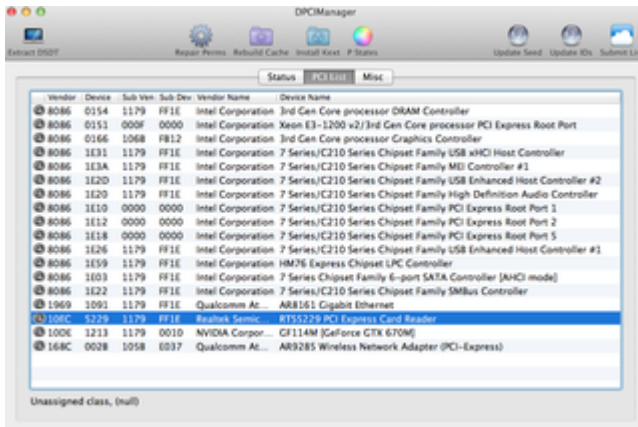 DPCIManager
Extract DSDT Repair Perms Rebuild Cache Install Kext P States Update Seed Update IDs Submit
Status PCI List Misc
Vendor Device Sub Ven Sub Dev Vendor Name Device Name
8086 0154 1179 FF1E Intel Corporation 3rd Gen Core processor DRAM Controller
8086 0151 000F 0000 Intel Corporation Xeon E3-1200 v2/3rd Gen Core processor PCI Express Root Port
8086 0166 1068 FB12 Intel Corporation 3rd Gen Core processor Graphics Controller
8086 1E31 1179 FF1E Intel Corporation 7 Series/C210 Series Chipset Family USB xHCI Host Controller
8086 1E3A 1179 FF1E Intel Corporation 7 Series/C210 Series Chipset Family MEI Controller #1
8086 1E2D 1179 FF1E Intel Corporation 7 Series/C210 Series Chipset Family USB Enhanced Host Controller #2
8086 1E20 1179 FF1E Intel Corporation 7 Series/C210 Series Chipset Family High Definition Audio Controller
8086 1E10 0000 0000 Intel Corporation 7 Series/C210 Series Chipset Family PCI Express Root Port 1
8086 1E12 0000 0000 Intel Corporation 7 Series/C210 Series Chipset Family PCI Express Root Port 2
8086 1E18 0000 0000 Intel Corporation 7 Series/C210 Series Chipset Family PCI Express Root Port 5
8086 1E26 1179 FF1E Intel Corporation 7 Series/C210 Series Chipset Family USB Enhanced Host Controller #1
8086 1E59 1179 FF1E Intel Corporation HM76 Express Chipset LPC Controller
8086 1E03 1179 FF1E Intel Corporation 7 Series Chipset Family 6-port SATA Controller [AHCI mode]
8086 1E22 1179 FF1E Intel Corporation 7 Series/C210 Series Chipset Family SMBus Controller
1969 1091 1179 FF1E Qualcomm At... AR8161 Gigabit Ethernet
10EC 5229 1179 FF1E Realtek Semic... RTS5229 PCI Express Card Reader
10DE 1213 1179 0010 NVIDIA Corpor... GF114M [GeForce GTX 670M]
168C 002B 105B E037 Qualcomm At... AR9285 Wireless Network Adapter (PCI-Express)
Unassigned class, (null)